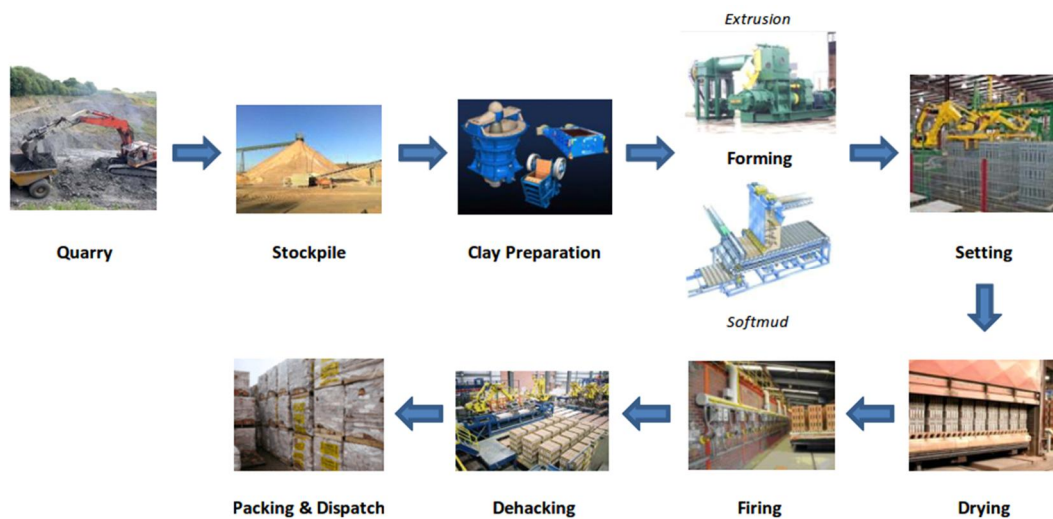 Extrusion
Quarry
Stockpile
Clay Preparation
Forming
Softmud
Setting
Drying
Firing
Dehacking
Packing & Dispatch